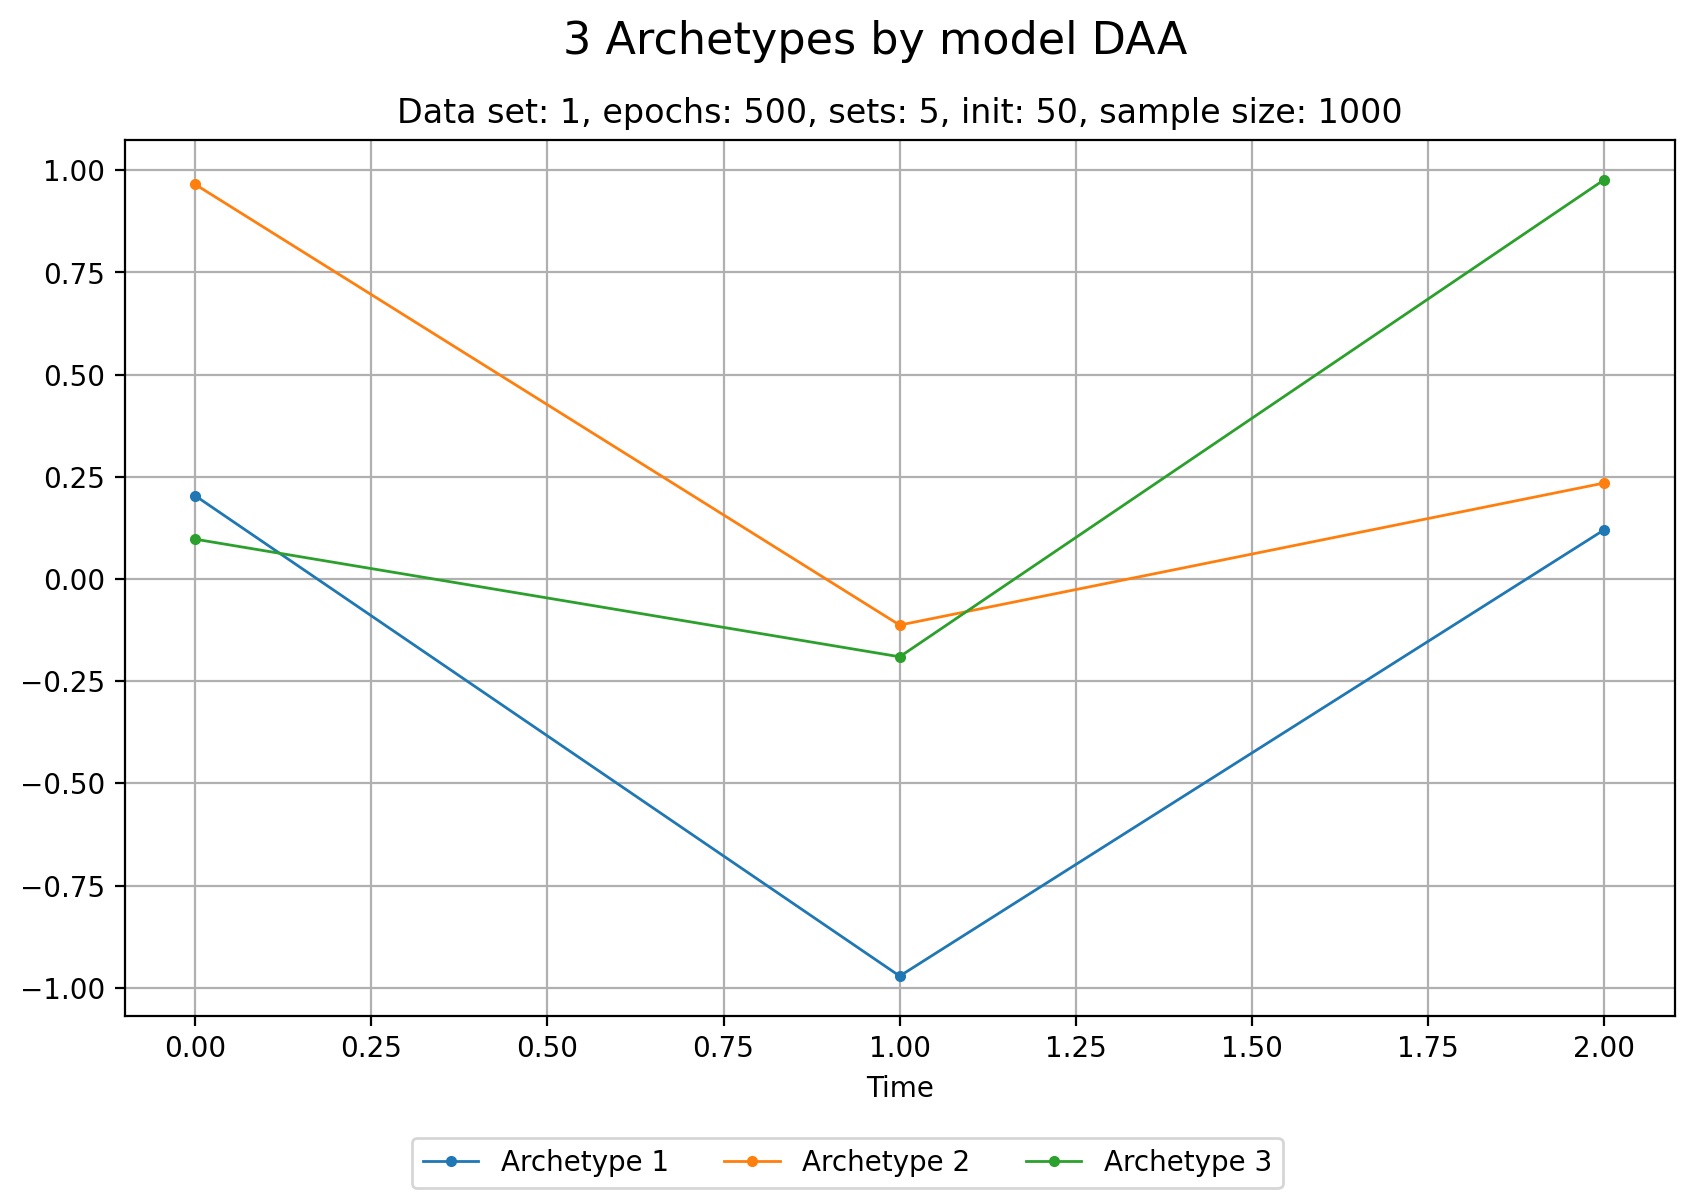 3 Archetypes by model DAA
Data set: 1, epochs: 500, sets: 5, init: 50, sample size: 1000
1.00
0.75
0.50
0.25
0.00
−0.25
−0.50
−0.75
−1.00
0.00 0.25 0.50 0.75 1.00 1.25 1.50 1.75 2.00
Time
Archetype 1 Archetype 2 Archetype 3